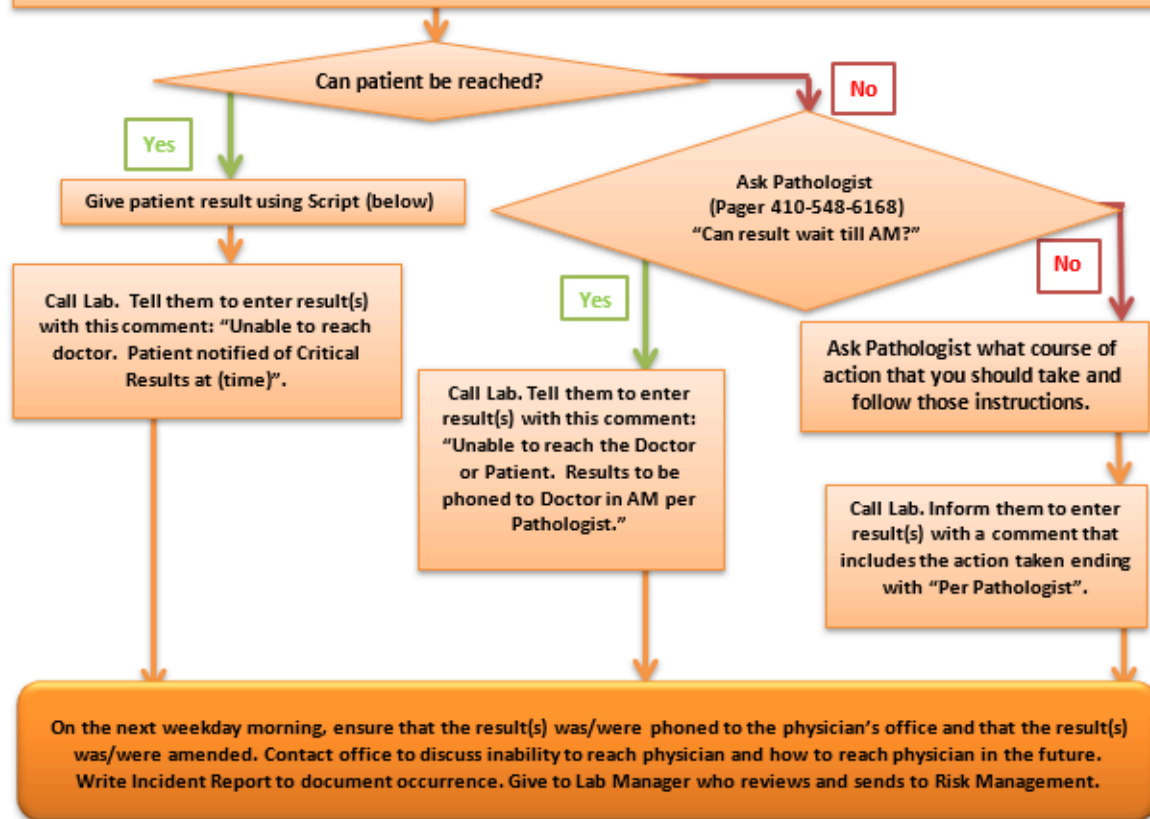 Can patient be reached?
No
Yes
Give patient result using Script (below)
Ask Pathologist
(Pager 410-548-6168)
“Can result wait till AM?”
No
Yes
Call Lab. Tell them to enter result(s)
with this comment: “Unable to reach
doctor. Patient notified of Critical
Results at (time)”.
Call Lab. Tell them to enter
result(s) with this comment:
“Unable to reach the Doctor
or Patient. Results to be
phoned to Doctor in AM per
Pathologist.”
Ask Pathologist what course of
action that you should take and
follow those instructions.
Call Lab. Inform them to enter
result(s) with a comment that
includes the action taken ending
with “Per Pathologist”.
On the next weekday morning, ensure that the result(s) was/were phoned to the physician’s office and that the result(s)
was/were amended. Contact office to discuss inability to reach physician and how to reach physician in the future.
Write Incident Report to document occurrence. Give to Lab Manager who reviews and sends to Risk Management.